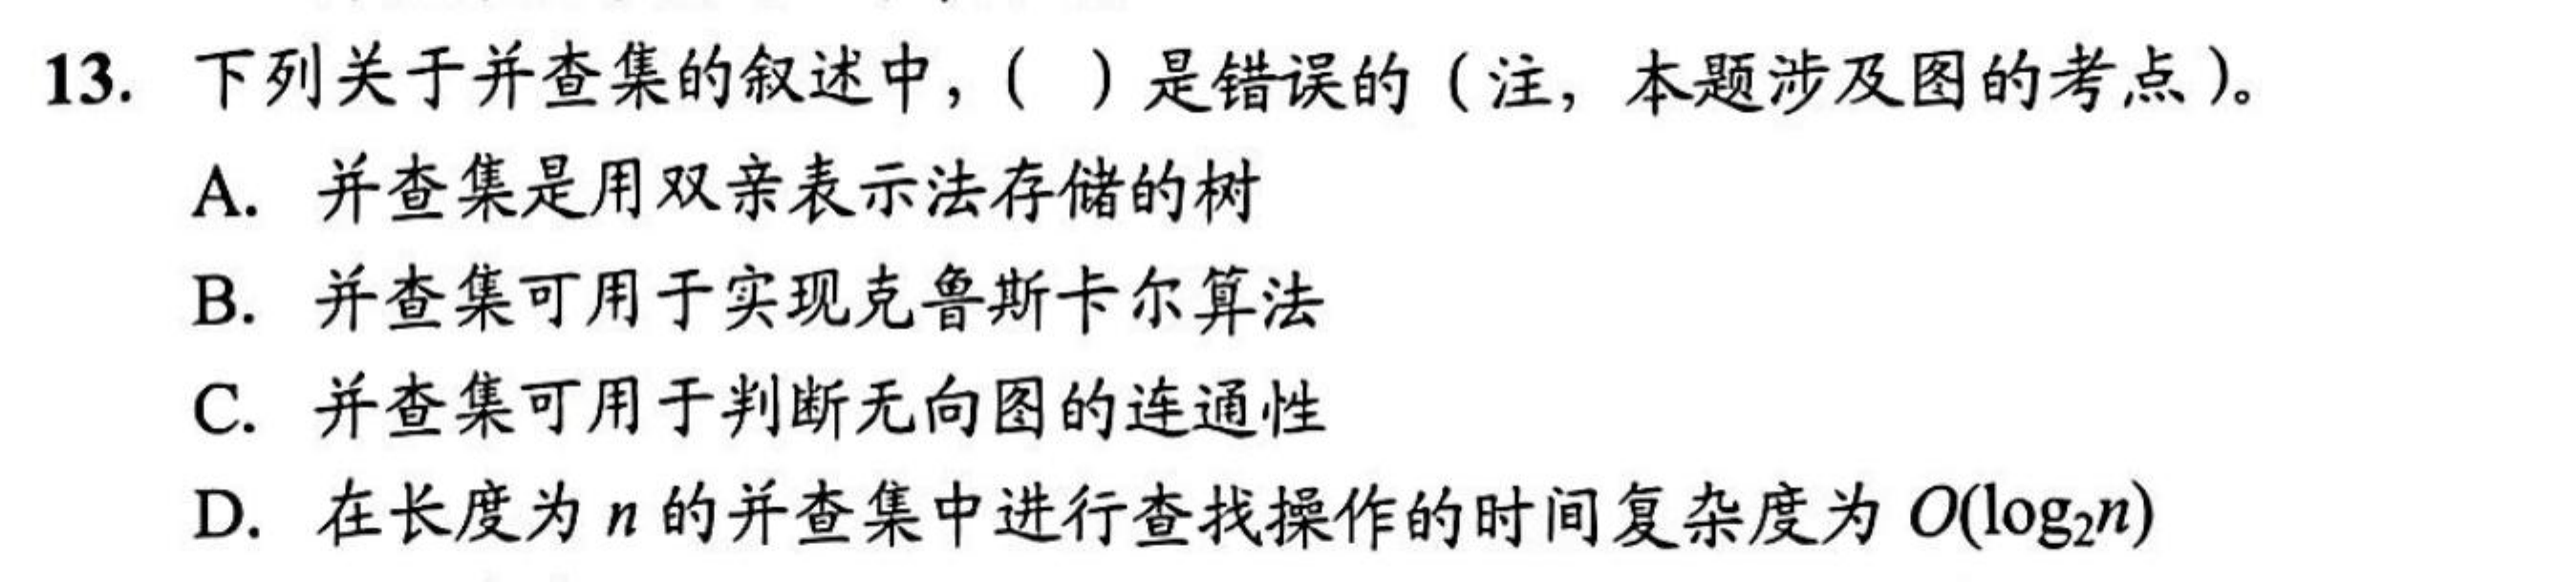 13. 下列关于并查集的叙述中，( ) 是错误的（注，本题涉及图的考点）。
A. 并查集是用双亲表示法存储的树
B. 并查集可用于实现克鲁斯卡尔算法
C. 并查集可用于判断无向图的连通性
D. 在长度为 n 的并查集中进行查找操作的时间复杂度为 O(log₂n)